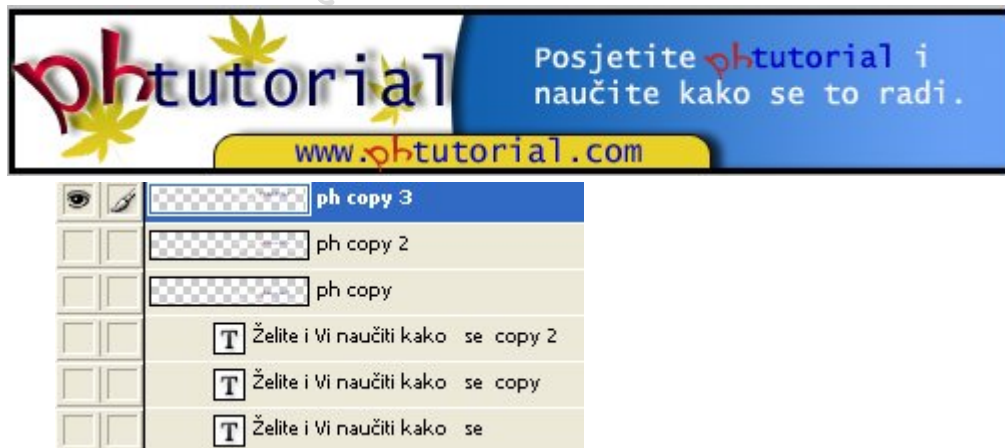 phtutorial
Posjetite phtutorial i
naučite kako se to radi.
www.phtutorial.com
ph copy 3
ph copy 2
ph copy
T Želite i Vi naučiti kako se copy 2
T Želite i Vi naučiti kako se copy
T Želite i Vi naučiti kako se